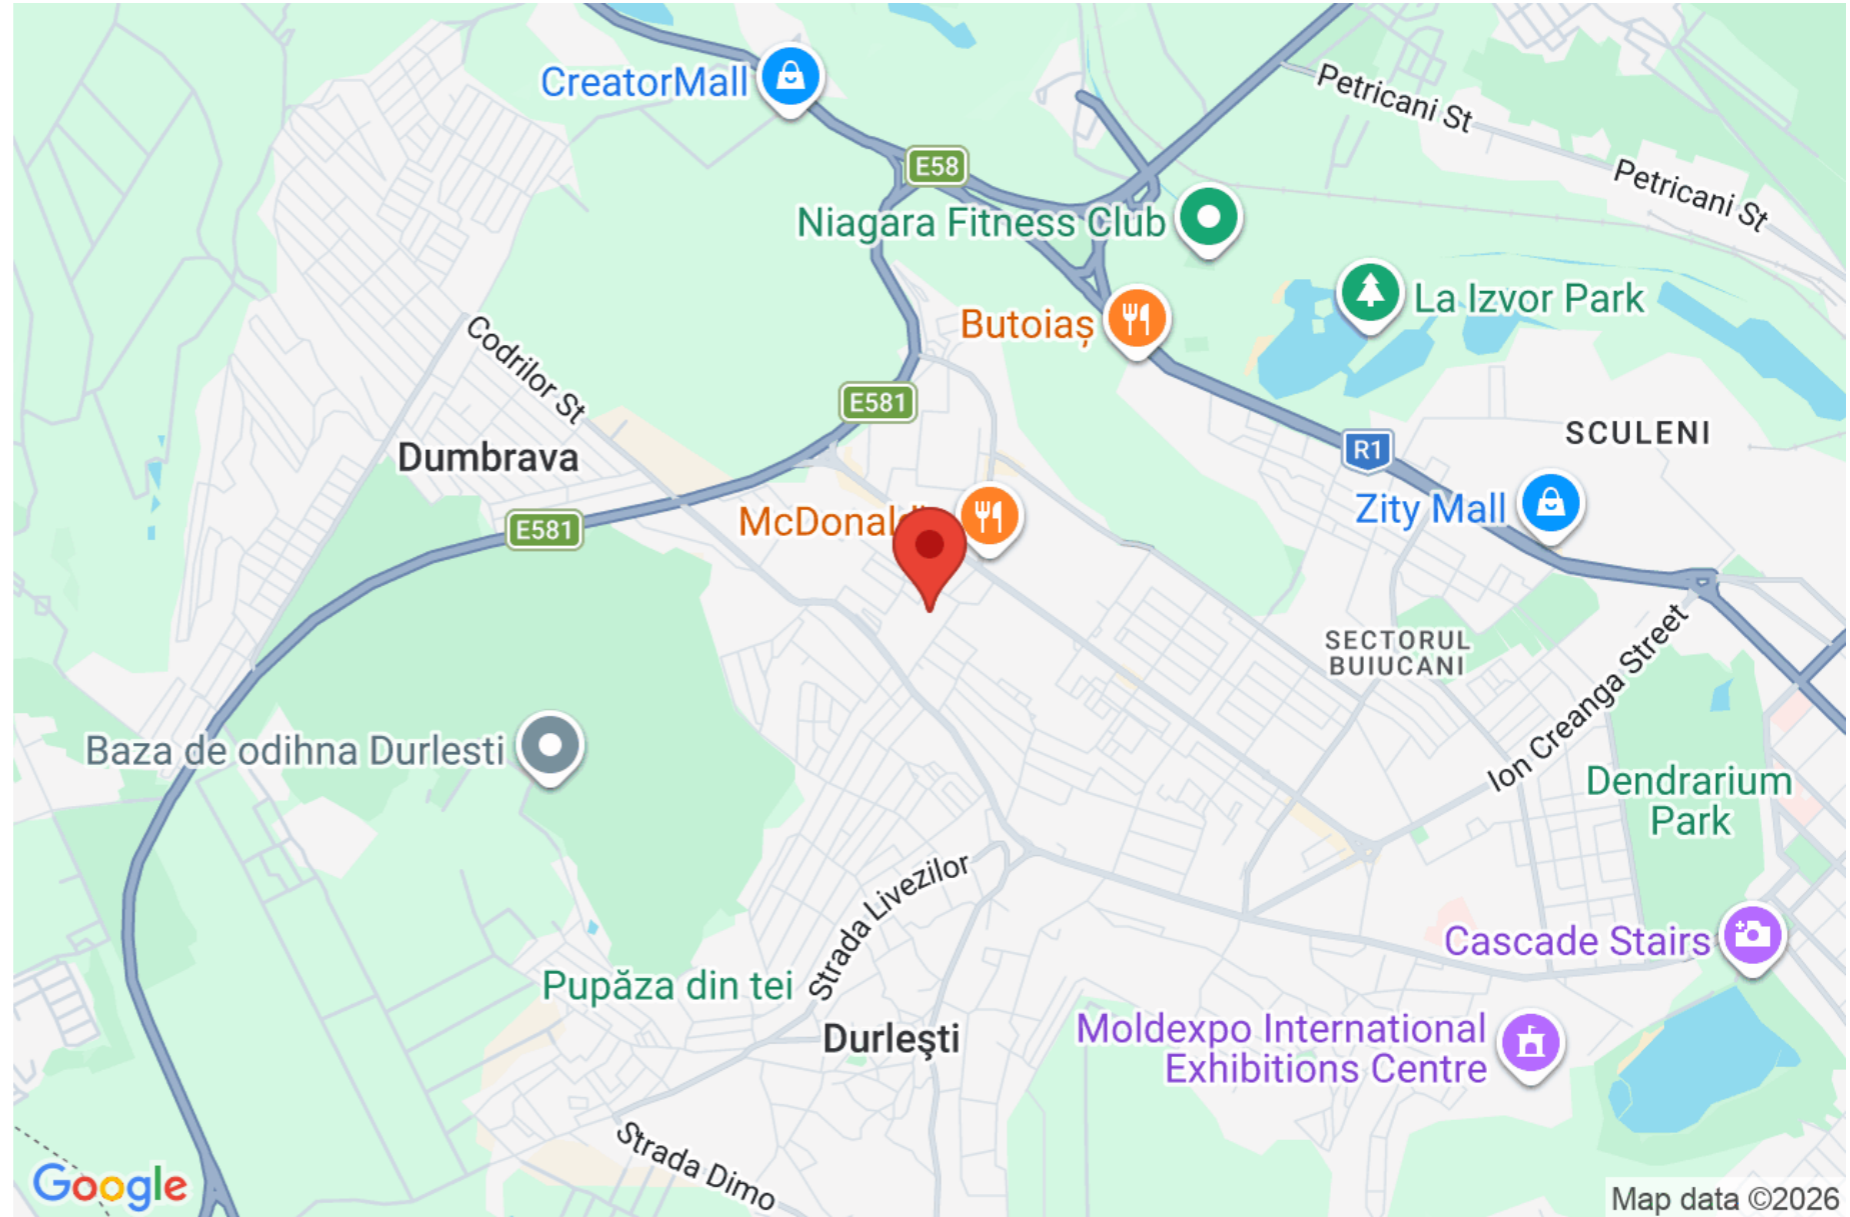 CreatorMall
Petricani St
E58
Petricani St
Niagara Fitness Club
La Izvor Park
Butoiaș
Codrilor St
E581
SCULENI
R1
Dumbrava
Zity Mall
McDonald's
E581
SECTORUL
BUIUCANI
Ion Creanga Street
Baza de odihna Durlesti
Dendrarium
Park
Strada Livezilor
Cascade Stairs
Pupăza din tei
Durleşti
Moldexpo International
Exhibitions Centre
Strada Dimo
Google
Map data ©2026